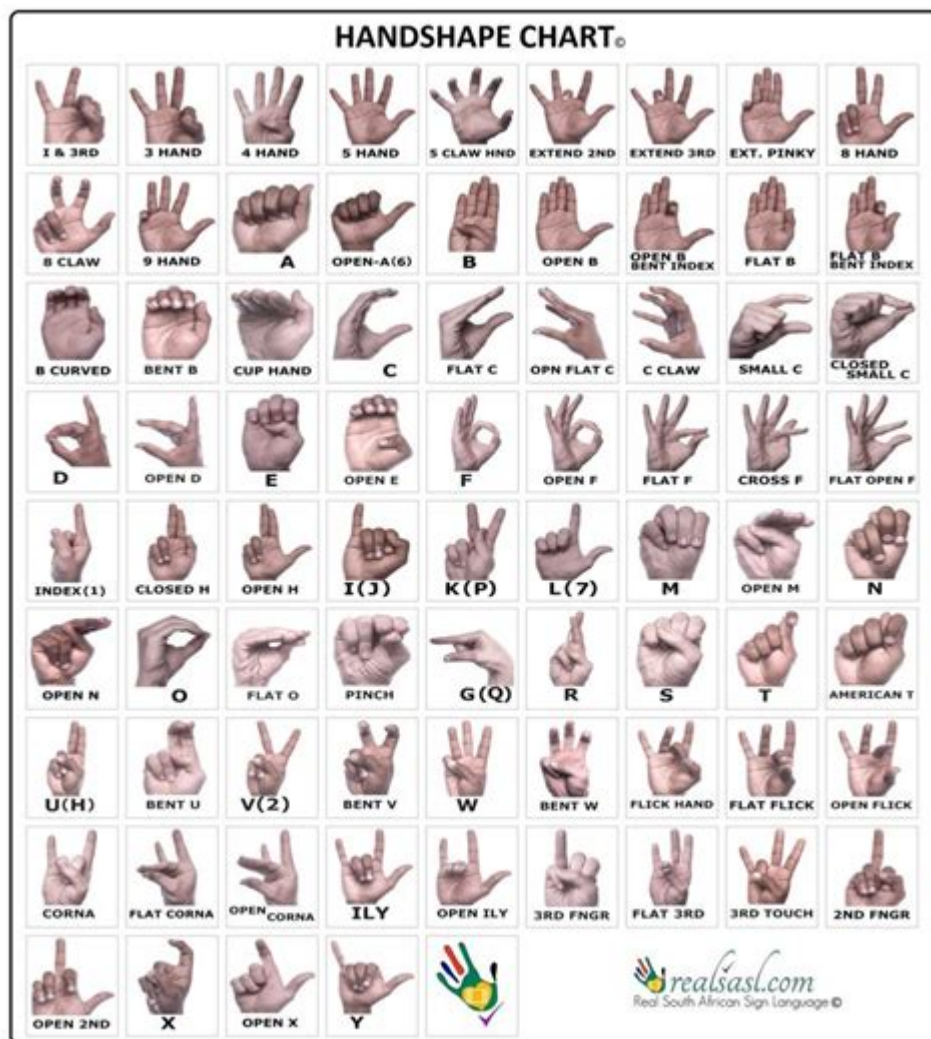 HANDSHAPE CHART©
I & 3RD
3 HAND
4 HAND
5 HAND
5 CLAW HND
EXTEND 2ND
EXTEND 3RD
EXT. PINKY
8 HAND
8 CLAW
9 HAND
A
OPEN-A(6)
B
OPEN B
OPEN B
BENT INDEX
FLAT B
FLAT B
BENT INDEX
B CURVED
BENT B
CUP HAND
C
FLAT C
OPN FLAT C
C CLAW
SMALL C
CLOSED
SMALL C
D
OPEN D
E
OPEN E
F
OPEN F
FLAT F
CROSS F
FLAT OPEN F
INDEX(1)
CLOSED H
OPEN H
I(J)
K(P)
L(7)
M
OPEN M
N
OPEN N
O
FLAT O
PINCH
G(Q)
R
S
T
AMERICAN T
U(H)
BENT U
V(2)
BENT V
W
BENT W
FLICK HAND
FLAT FLICK
OPEN FLICK
CORNA
FLAT CORNA
OPEN CORNA
ILY
OPEN ILY
3RD FNGR
FLAT 3RD
3RD TOUCH
2ND FNGR
OPEN 2ND
X
OPEN X
Y
realsasl.com
Real South African Sign Language ©